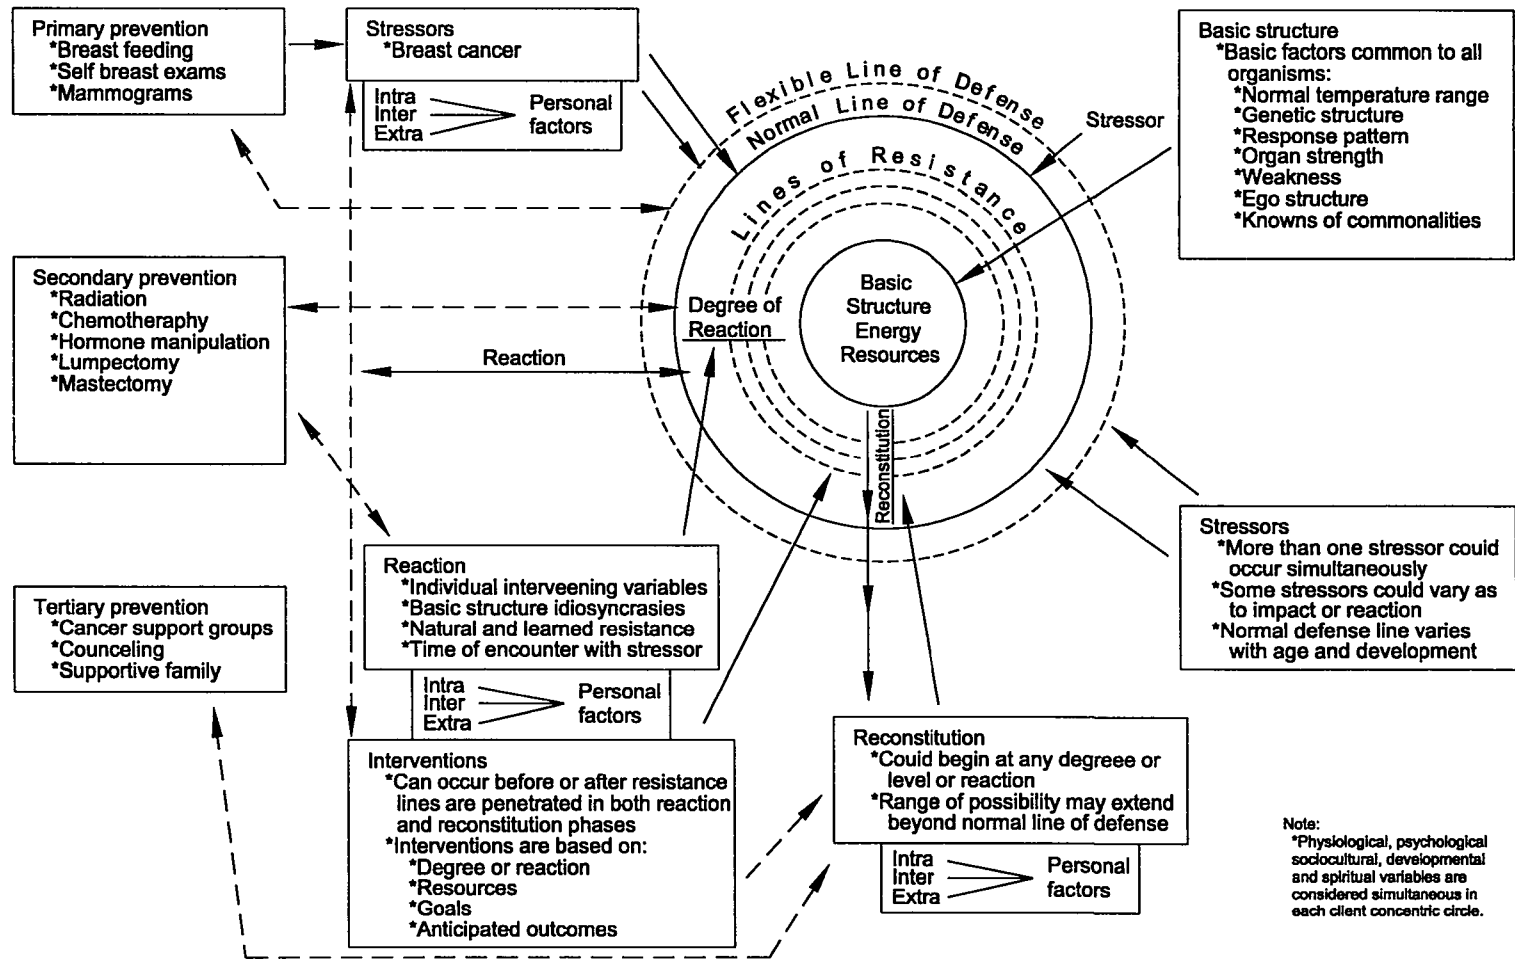 Primary prevention
*Breast feeding
*Self breast exams
*Mammograms
Stressors
*Breast cancer
Intra
Inter
Extra
Personal
factors
Flexible Line of Defense
Normal Line of Defense
Lines of Resistance
Stressor
Basic structure
*Basic factors common to all
organisms:
*Normal temperature range
*Genetic structure
*Response pattern
*Organ strength
*Weakness
*Ego structure
*Knowns of commonalities
Secondary prevention
*Radiation
*Chemotheraphy
*Hormone manipulation
*Lumpectomy
*Mastectomy
Reaction
Degree of
Reaction
Basic
Structure
Energy
Resources
Reconstitution
Stressors
*More than one stressor could
occur simultaneously
*Some stressors could vary as
to impact or reaction
*Normal defense line varies
with age and development
Tertiary prevention
*Cancer support groups
*Counceling
*Supportive family
Reaction
*Individual interveening variables
*Basic structure idiosyncrasies
*Natural and learned resistance
*Time of encounter with stressor
Intra
Inter
Extra
Personal
factors
Interventions
*Can occur before or after resistance
lines are penetrated in both reaction
and reconstitution phases
*Interventions are based on:
*Degree or reaction
*Resources
*Goals
*Anticipated outcomes
Reconstitution
*Could begin at any degreee or
level or reaction
*Range of possibility may extend
beyond normal line of defense
Intra
Inter
Extra
Personal
factors
Note:
*Physiological, psychological
sociocultural, developmental
and spiritual variables are
considered simultaneous in
each client concentric circle.